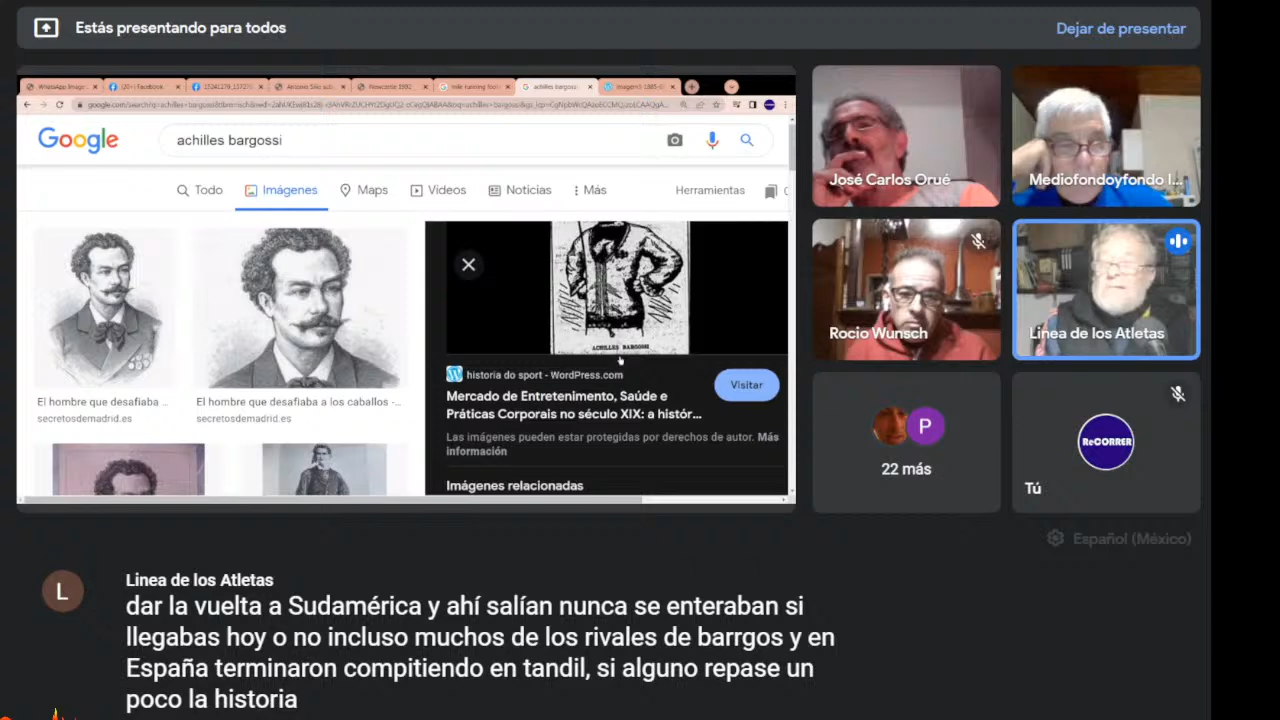 Estás presentando para todos
Dejar de presentar
Google
achilles bargossi
Todo
Imágenes
Maps
Videos
Noticias
Más
Herramientas
El hombre que desafiaba ...
secretosdemadrid.es
El hombre que desafiaba a los caballos -...
secretosdemadrid.es
ACHILLES BARGOSSI
historia do sport - WordPress.com
Mercado de Entretenimento, Saúde e
Práticas Corporais no século XIX: a histór...
Visitar
Las imágenes pueden estar protegidas por derechos de autor. Más
información
Imágenes relacionadas
José Carlos Orué
Mediofondoyfondo I...
Rocio Wunsch
Linea de los Atletas
P
22 más
ReCORRER
Tú
Español (México)
L
Linea de los Atletas
dar la vuelta a Sudamérica y ahí salían nunca se enteraban si
llegabas hoy o no incluso muchos de los rivales de barrgos y en
España terminaron compitiendo en tandil, si alguno repase un
poco la historia